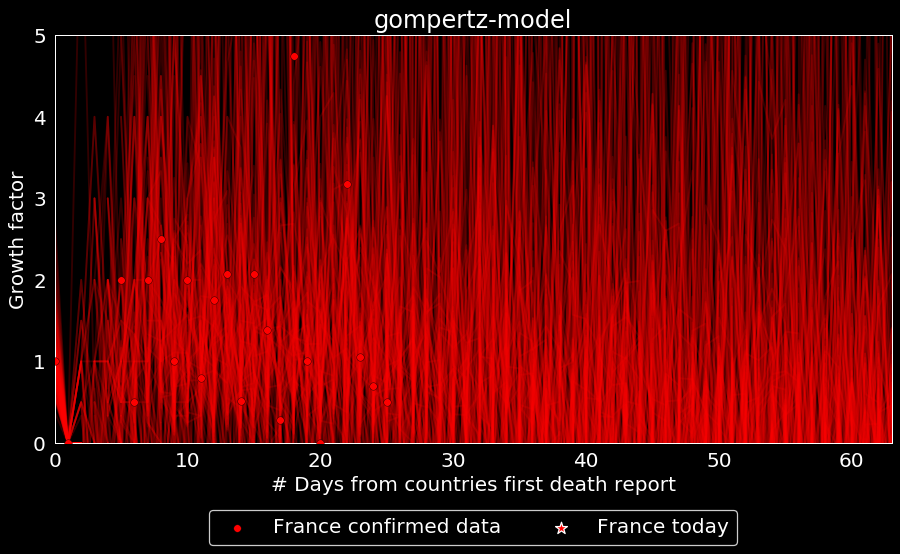 gompertz-model
5
4
3
2
1
0
Growth factor
0 10 20 30 40 50 60
# Days from countries first death report
France confirmed data France today